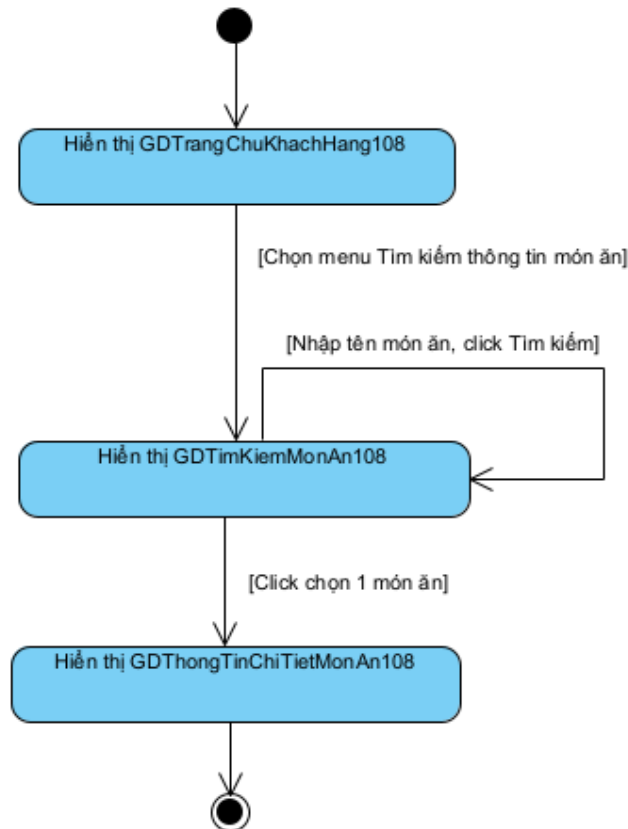 Hiển thị GDTrangChuKhachHang108
[Chọn menu Tìm kiếm thông tin món ăn]
[Nhập tên món ăn, click Tìm kiếm]
Hiển thị GDTimKiemMonAn108
[Click chọn 1 món ăn]
Hiển thị GDThongTinChiTietMonAn108